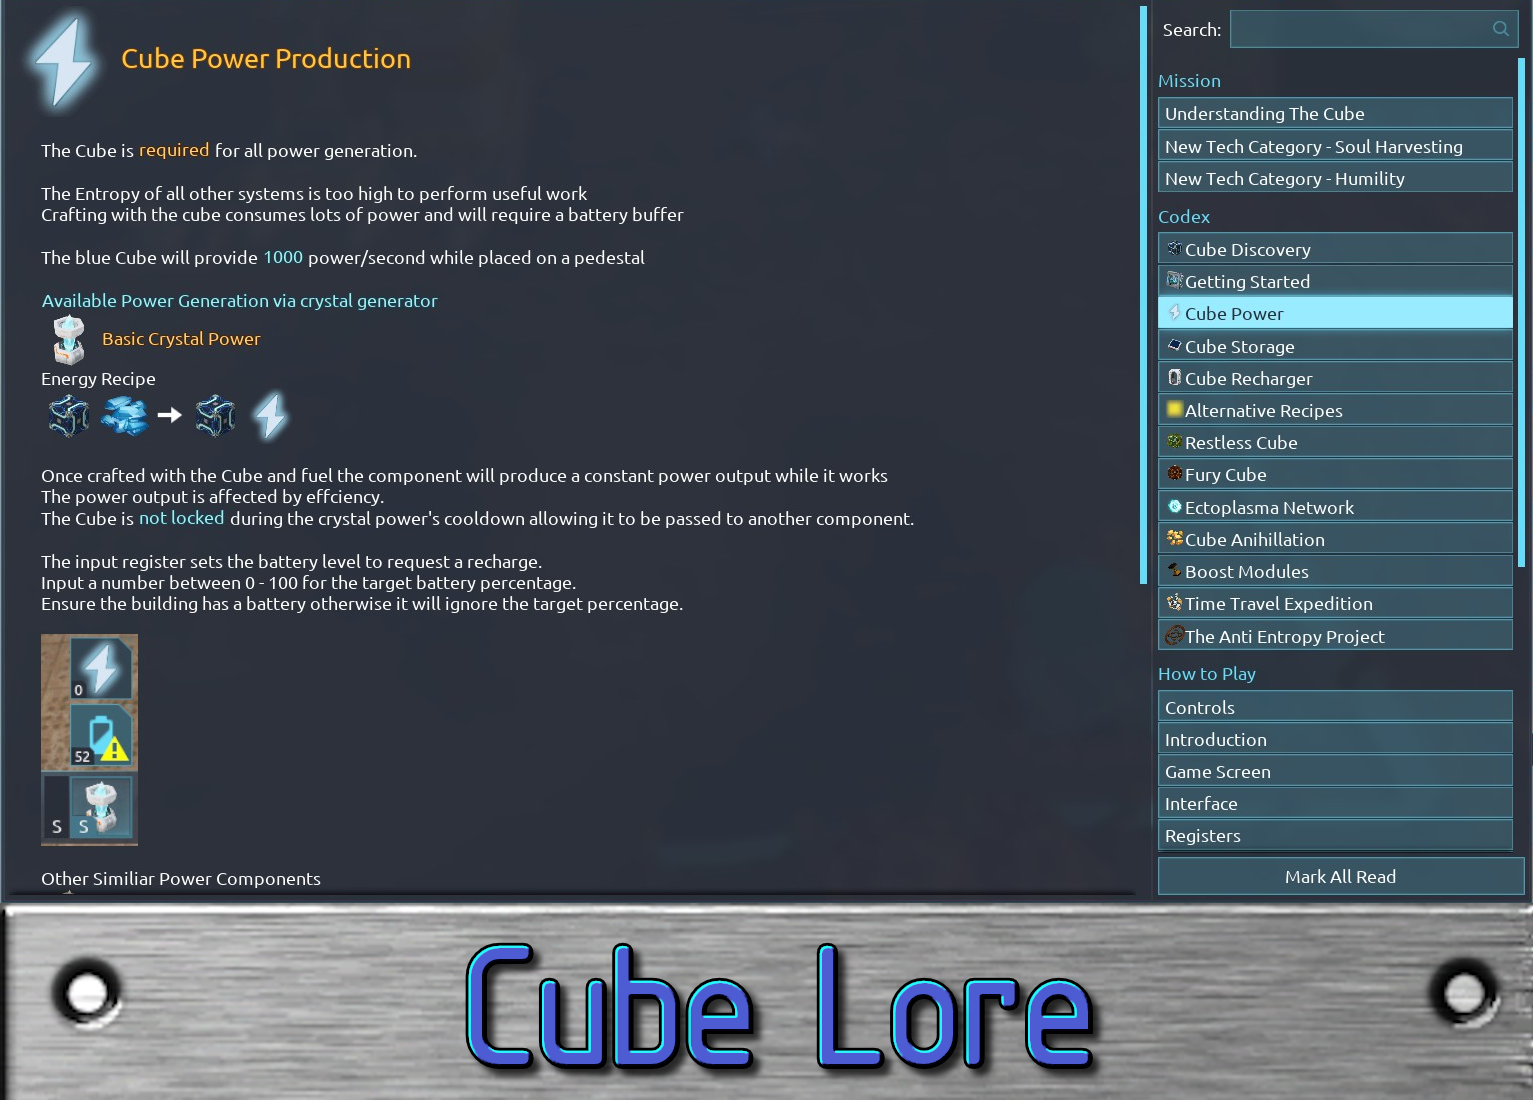 Cube Power Production
The Cube is required for all power generation.
The Entropy of all other systems is too high to perform useful work
Crafting with the cube consumes lots of power and will require a battery buffer
The blue Cube will provide 1000 power/second while placed on a pedestal
Available Power Generation via crystal generator
Basic Crystal Power
Energy Recipe
Once crafted with the Cube and fuel the component will produce a constant power output while it works
The power output is affected by effciency.
The Cube is not locked during the crystal power's cooldown allowing it to be passed to another component.
The input register sets the battery level to request a recharge.
Input a number between 0 - 100 for the target battery percentage.
Ensure the building has a battery otherwise it will ignore the target percentage.
0
52
S S
Other Similiar Power Components
Search:
Mission
Understanding The Cube
New Tech Category - Soul Harvesting
New Tech Category - Humility
Codex
Cube Discovery
Getting Started
Cube Power
Cube Storage
Cube Recharger
Alternative Recipes
Restless Cube
Fury Cube
Ectoplasma Network
Cube Anihillation
Boost Modules
Time Travel Expedition
The Anti Entropy Project
How to Play
Controls
Introduction
Game Screen
Interface
Registers
Mark All Read
Cube Lore